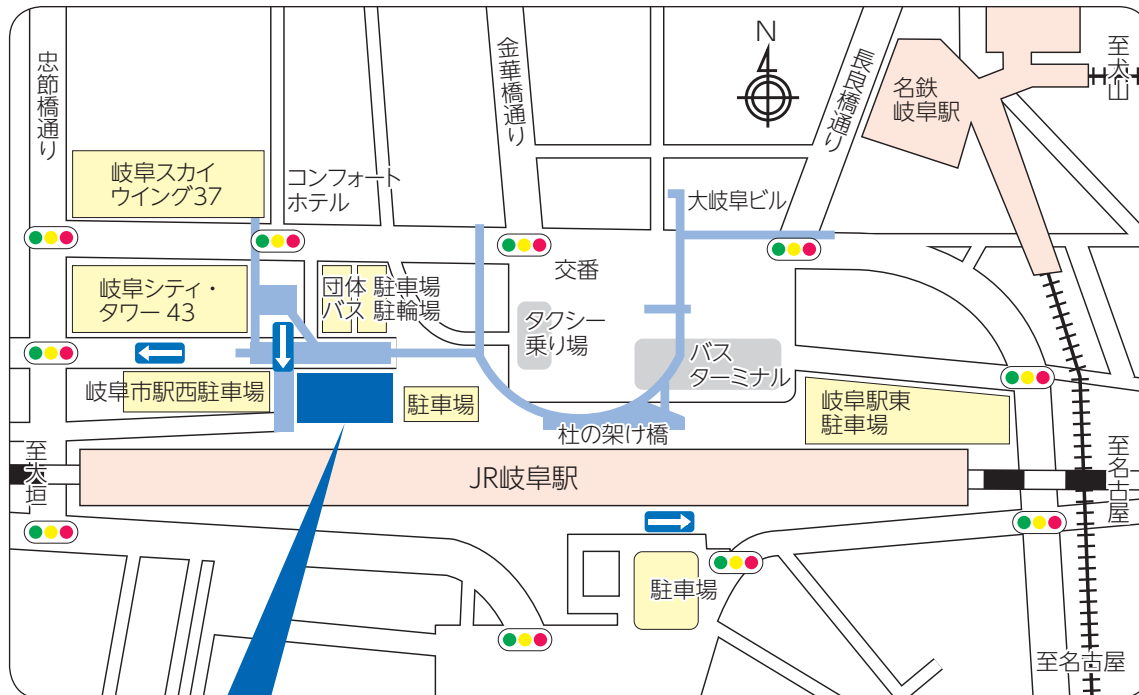 忠節橋通り
金華橋通り
N
長良橋通り
名鉄
岐阜駅
至犬山
岐阜スカイ
ウイング37
コンフォート
ホテル
大岐阜ビル
交番
岐阜シティ・
タワー 43
団体
バス
駐車場
駐輪場
タクシー
乗り場
バス
ターミナル
岐阜市駅西駐車場
駐車場
杜の架け橋
岐阜駅東
駐車場
至大垣
JR岐阜駅
至名古屋
駐車場
至名古屋